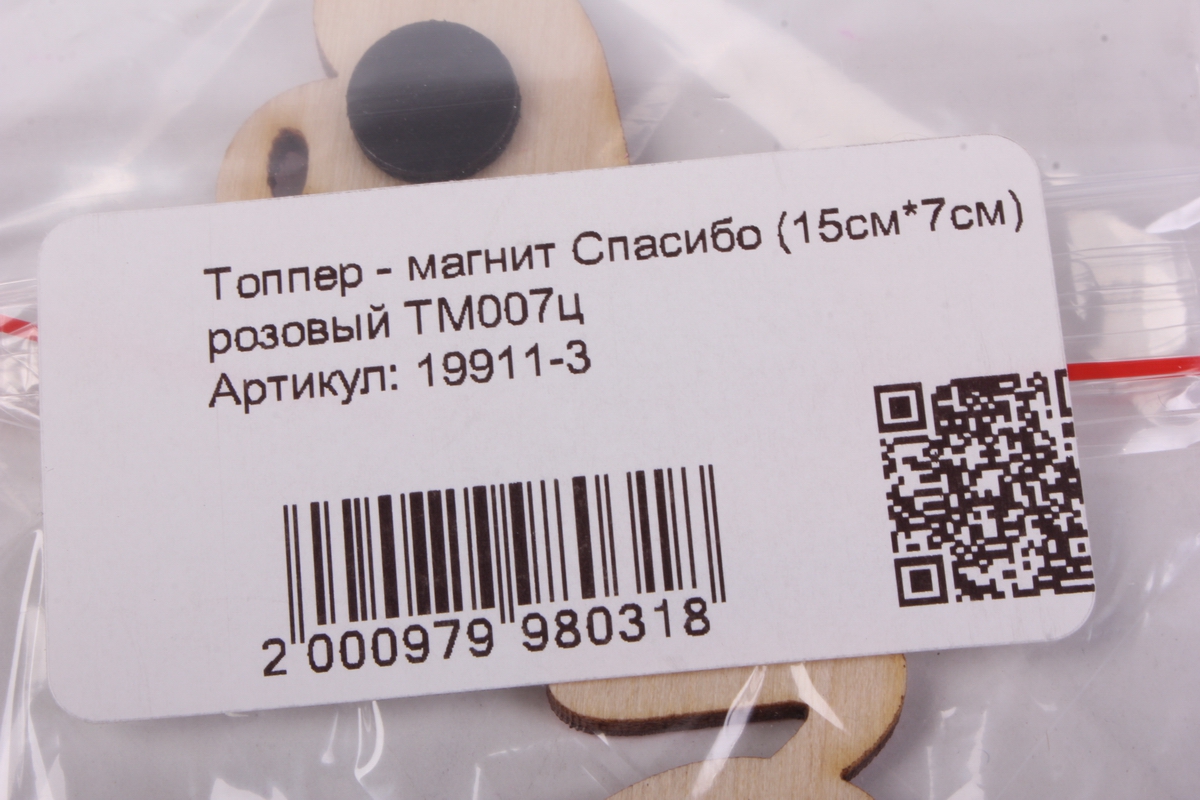 Топпер - магнит Спасибо (15см*7см)
розовый ТМ007ц
Артикул: 19911-3
2 000979 980318